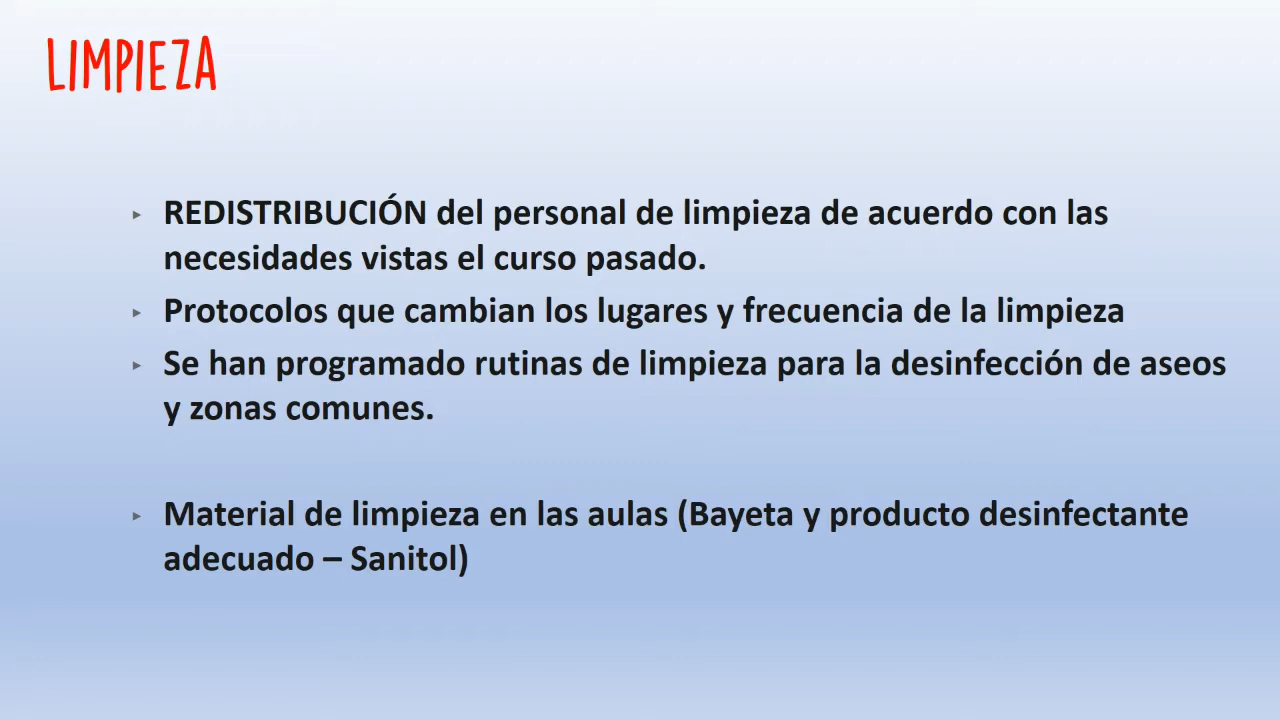 LIMPIEZA
REDISTRIBUCIÓN del personal de limpieza de acuerdo con las
necesidades vistas el curso pasado.
Protocolos que cambian los lugares y frecuencia de la limpieza
Se han programado rutinas de limpieza para la desinfección de aseos
y zonas comunes.
Material de limpieza en las aulas (Bayeta y producto desinfectante
adecuado – Sanitol)